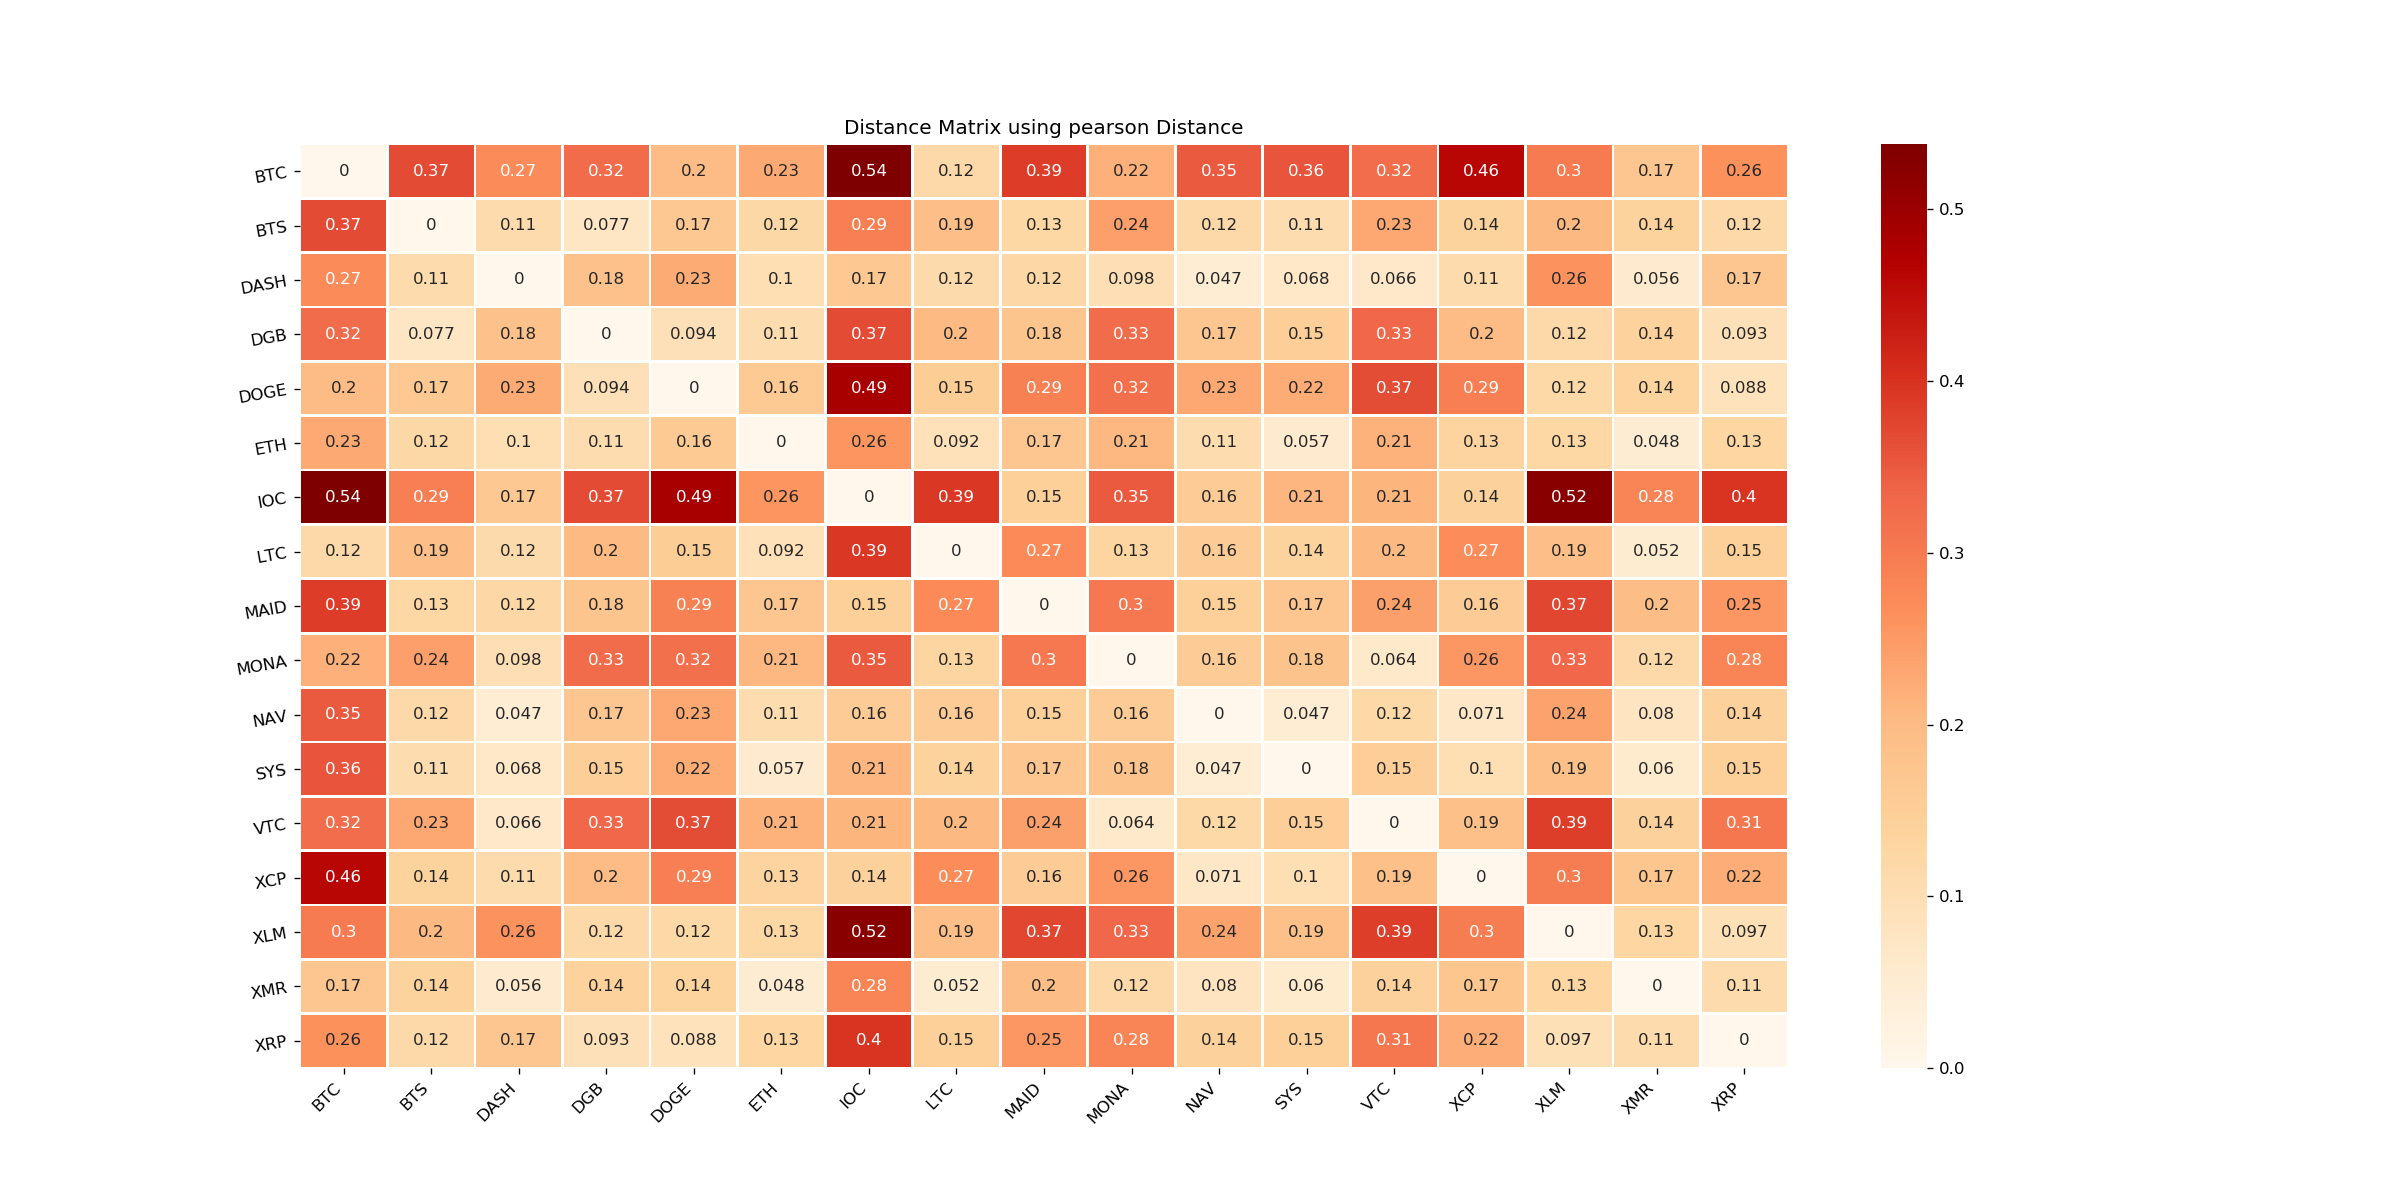 Distance Matrix using pearson Distance
BTC 0 0.37 0.27 0.32 0.2 0.23 0.54 0.12 0.39 0.22 0.35 0.36 0.32 0.46 0.3 0.17 0.26
BTS 0.37 0 0.11 0.077 0.17 0.12 0.29 0.19 0.13 0.24 0.12 0.11 0.23 0.14 0.2 0.14 0.12
DASH 0.27 0.11 0 0.18 0.23 0.1 0.17 0.12 0.12 0.098 0.047 0.068 0.066 0.11 0.26 0.056 0.17
DGB 0.32 0.077 0.18 0 0.094 0.11 0.37 0.2 0.18 0.33 0.17 0.15 0.33 0.2 0.12 0.14 0.093
DOGE 0.2 0.17 0.23 0.094 0 0.16 0.49 0.15 0.29 0.32 0.23 0.22 0.37 0.29 0.12 0.14 0.088
ETH 0.23 0.12 0.1 0.11 0.16 0 0.26 0.092 0.17 0.21 0.11 0.057 0.21 0.13 0.13 0.048 0.13
IOC 0.54 0.29 0.17 0.37 0.49 0.26 0 0.39 0.15 0.35 0.16 0.21 0.21 0.14 0.52 0.28 0.4
LTC 0.12 0.19 0.12 0.2 0.15 0.092 0.39 0 0.27 0.13 0.16 0.14 0.2 0.27 0.19 0.052 0.15
MAID 0.39 0.13 0.12 0.18 0.29 0.17 0.15 0.27 0 0.3 0.15 0.17 0.24 0.16 0.37 0.2 0.25
MONA 0.22 0.24 0.098 0.33 0.32 0.21 0.35 0.13 0.3 0 0.16 0.18 0.064 0.26 0.33 0.12 0.28
NAV 0.35 0.12 0.047 0.17 0.23 0.11 0.16 0.16 0.15 0.16 0 0.047 0.12 0.071 0.24 0.08 0.14
SYS 0.36 0.11 0.068 0.15 0.22 0.057 0.21 0.14 0.17 0.18 0.047 0 0.15 0.1 0.19 0.06 0.15
VTC 0.32 0.23 0.066 0.33 0.37 0.21 0.21 0.2 0.24 0.064 0.12 0.15 0 0.19 0.39 0.14 0.31
XCP 0.46 0.14 0.11 0.2 0.29 0.13 0.14 0.27 0.16 0.26 0.071 0.1 0.19 0 0.3 0.17 0.22
XLM 0.3 0.2 0.26 0.12 0.12 0.13 0.52 0.19 0.37 0.33 0.24 0.19 0.39 0.3 0 0.13 0.097
XMR 0.17 0.14 0.056 0.14 0.14 0.048 0.28 0.052 0.2 0.12 0.08 0.06 0.14 0.17 0.13 0 0.11
XRP 0.26 0.12 0.17 0.093 0.088 0.13 0.4 0.15 0.25 0.28 0.14 0.15 0.31 0.22 0.097 0.11 0
BTC BTS DASH DGB DOGE ETH IOC LTC MAID MONA NAV SYS VTC XCP XLM XMR XRP
0.5
0.4
0.3
0.2
0.1
0.0